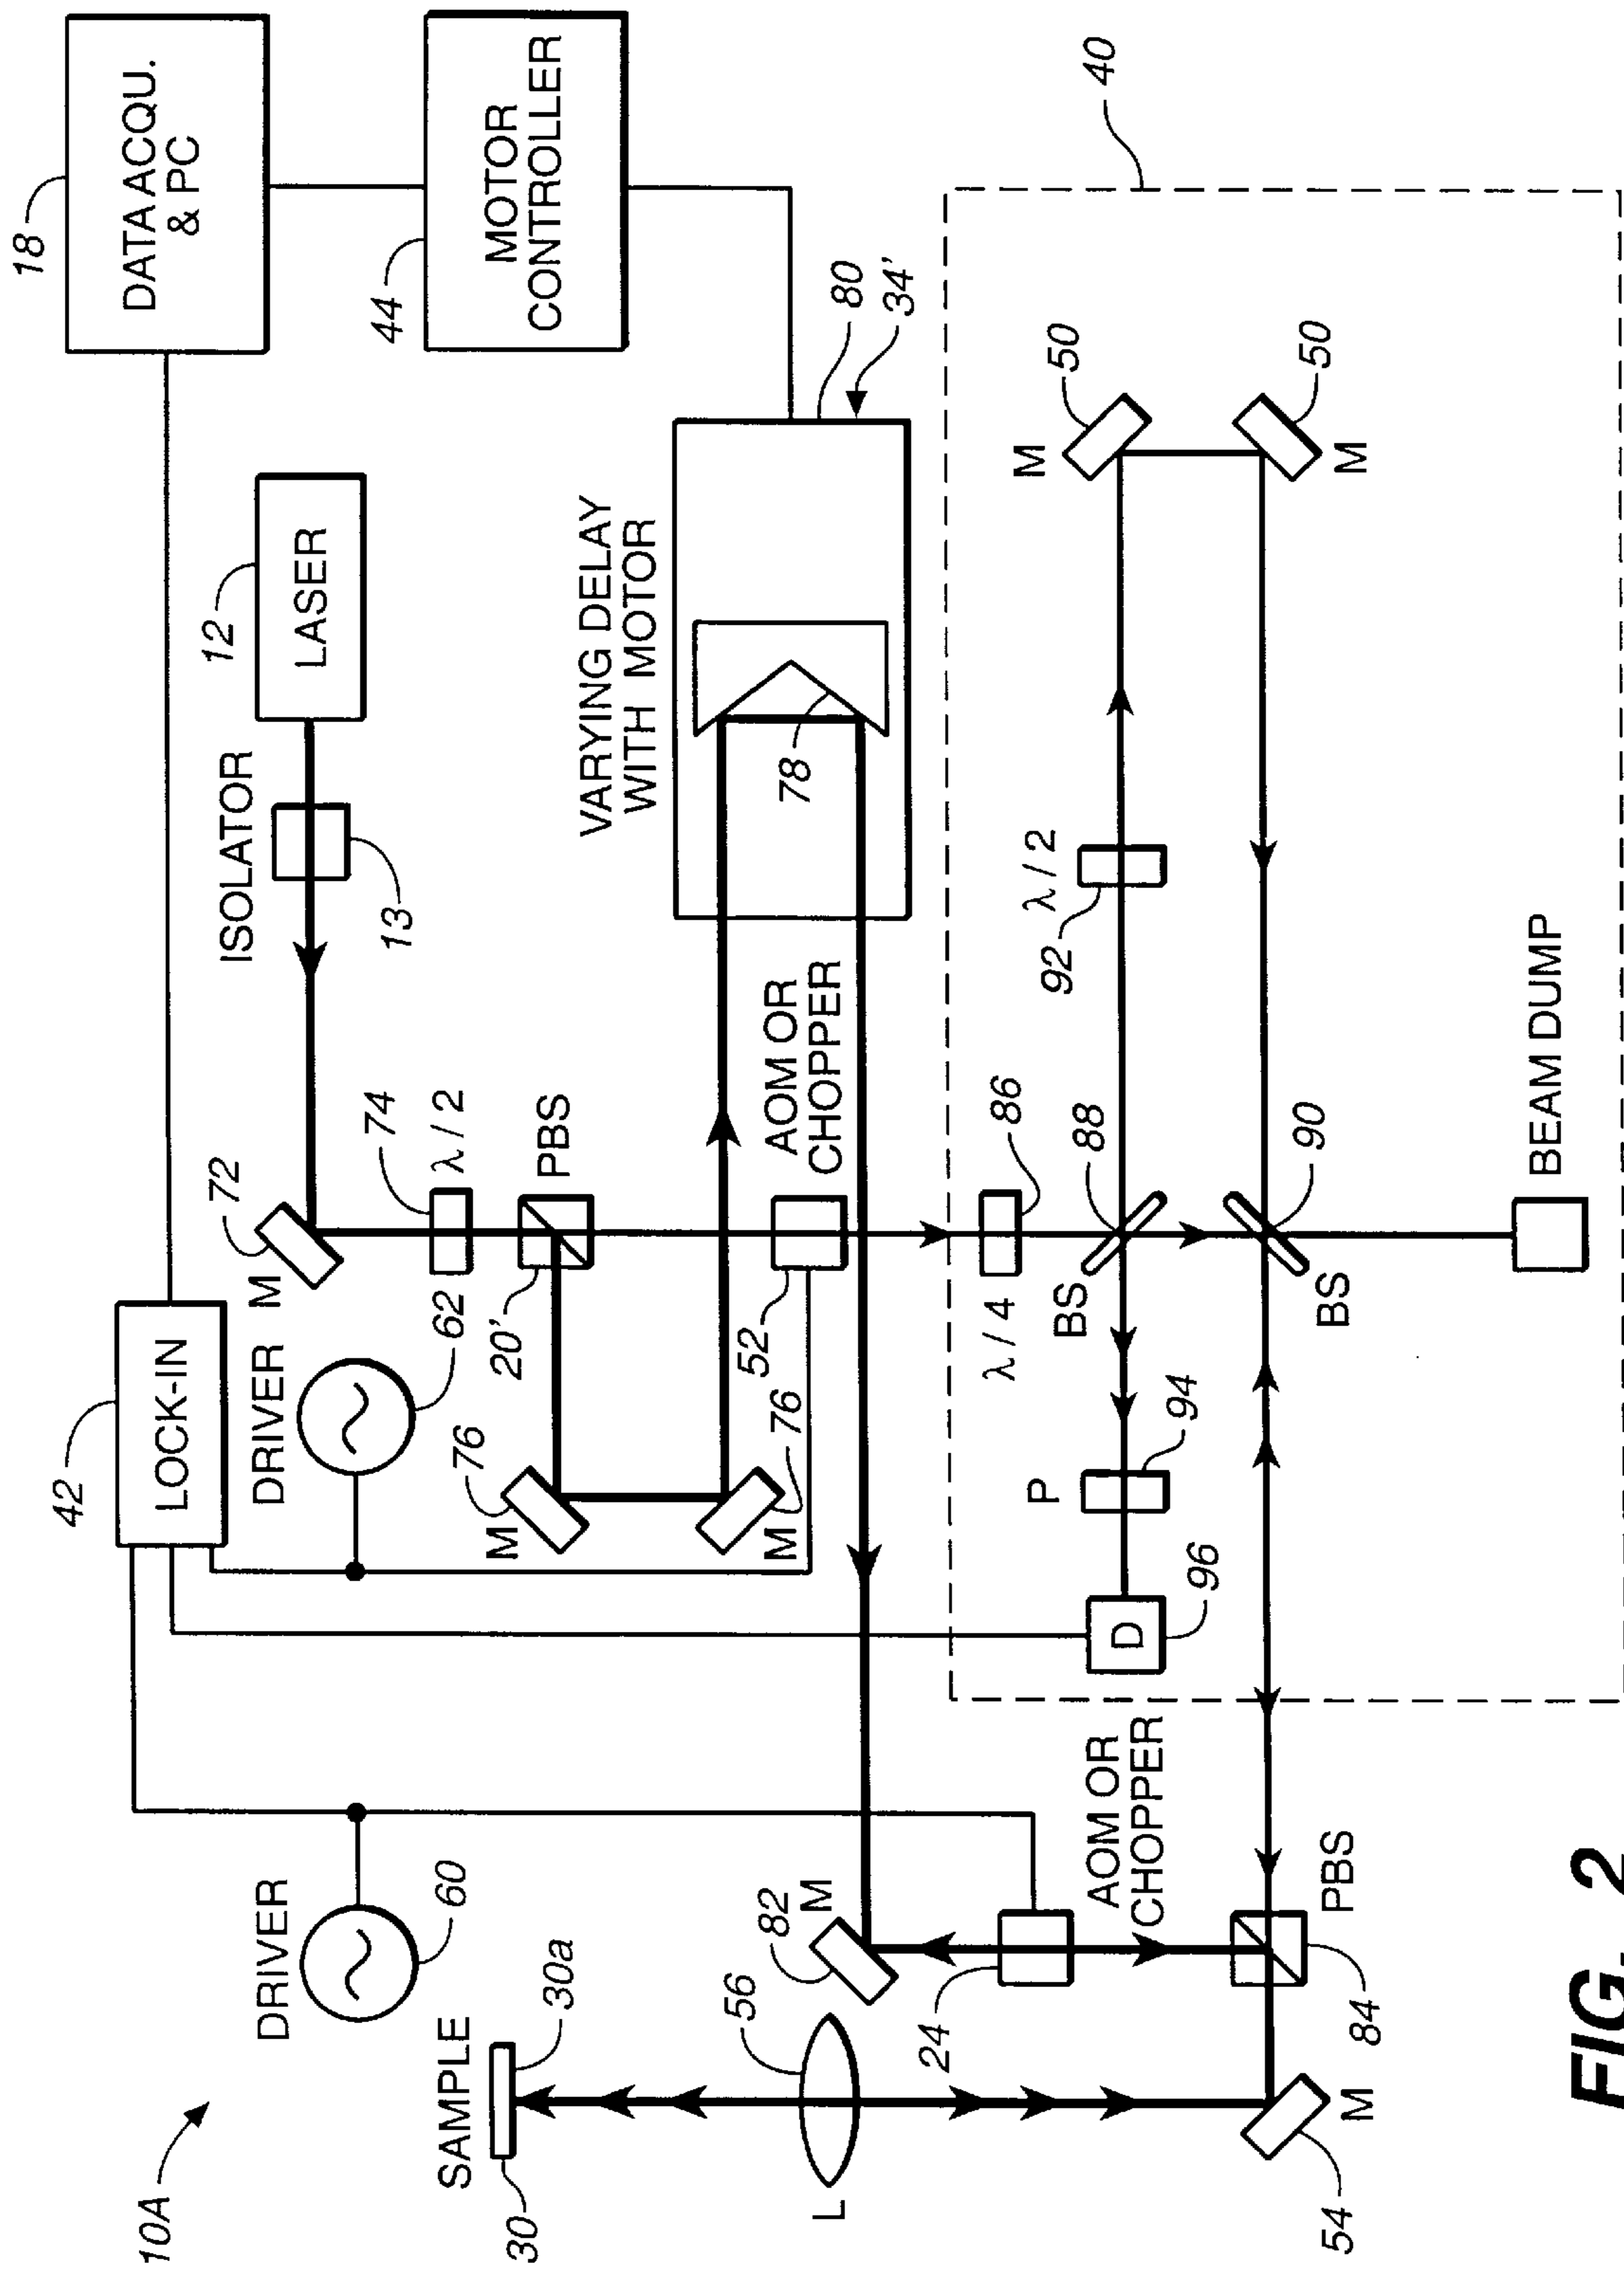 10A
42
LOCK-IN
18
DATA ACQU.
& PC
DRIVER
60
DRIVER
62
M
72
74
λ / 2
ISOLATOR
13
12
LASER
44
MOTOR
CONTROLLER
SAMPLE
30
30a
M
76
20'
PBS
VARYING DELAY
WITH MOTOR
78
80
34'
L
56
82
M
M
76
52
AOM OR
CHOPPER
24
AOM OR
CHOPPER
40
λ / 4
86
D
96
P
94
BS
88
92
λ / 2
M
50
54
M
84
PBS
BS
90
M
50
BEAM DUMP
FIG. 2